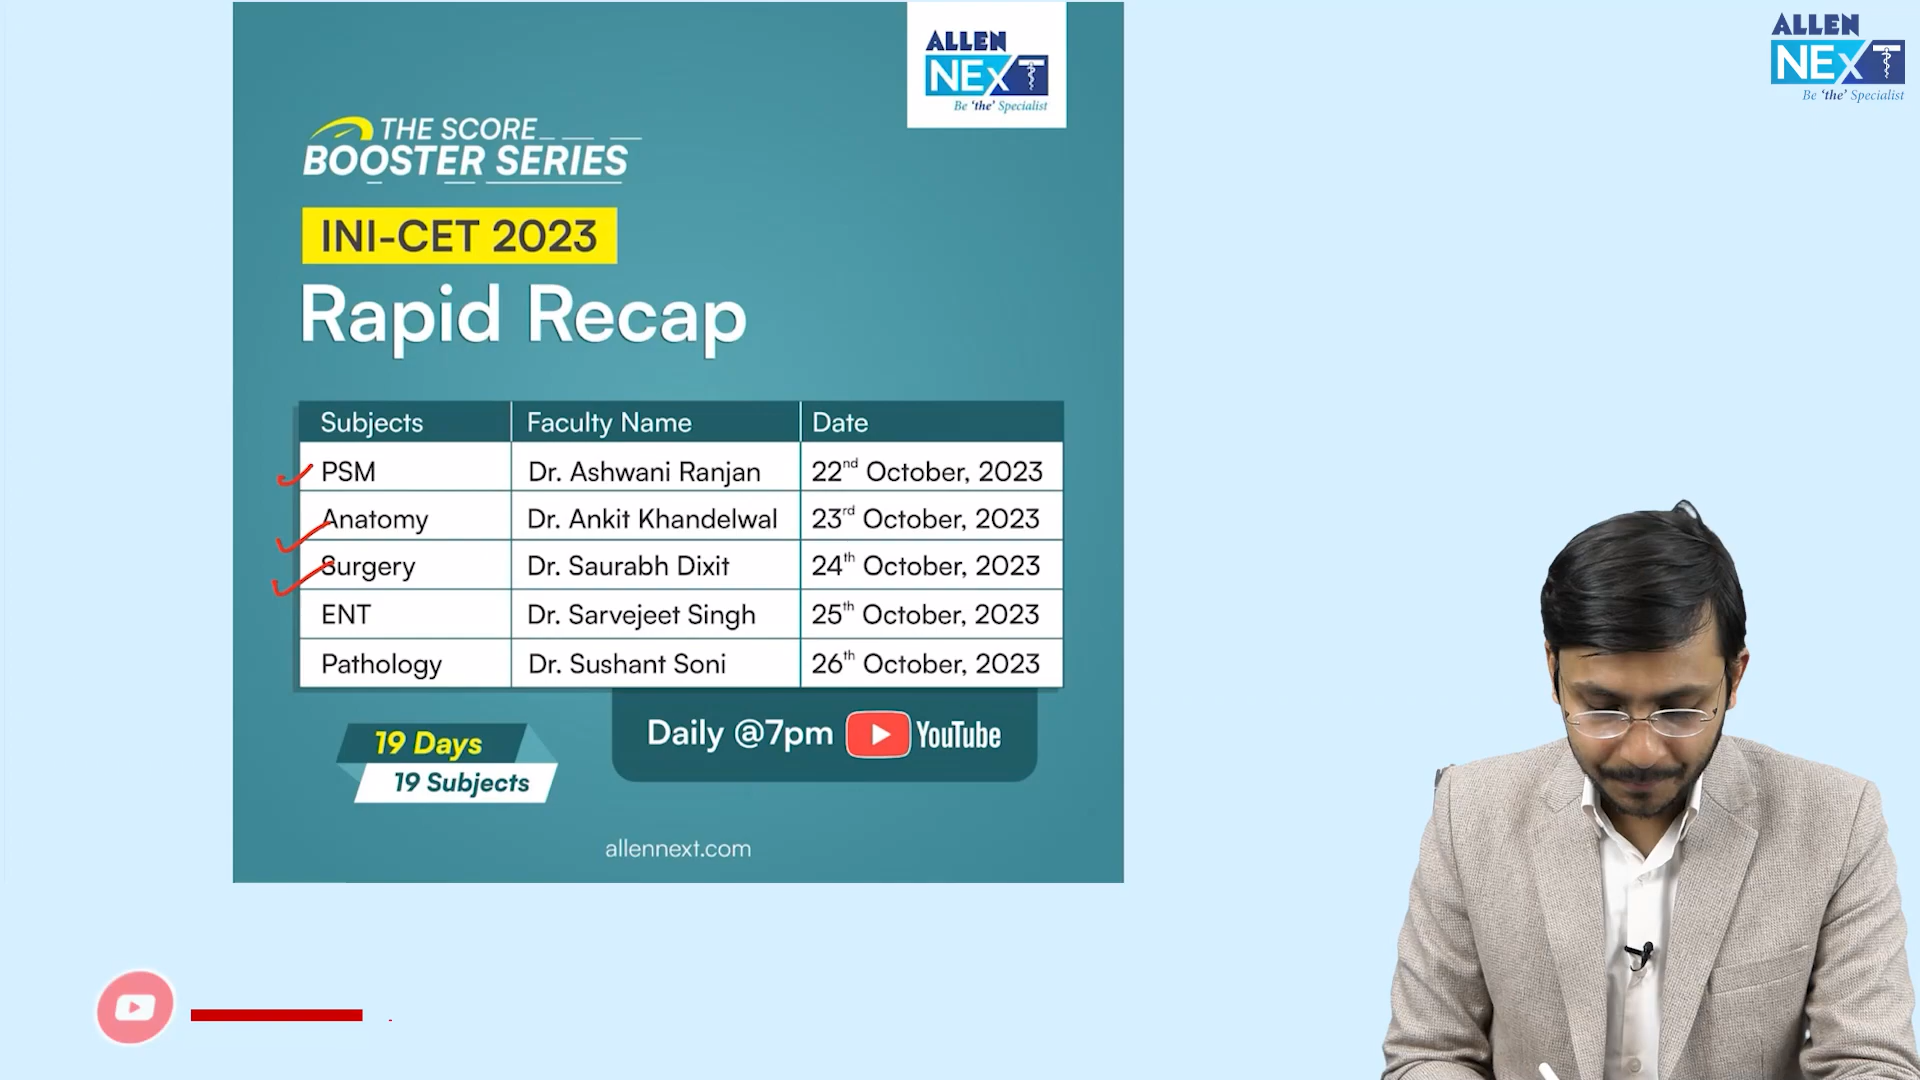 ALLEN
NEXT
Be 'the' Specialist
ALLEN
NEXT
Be 'the' Specialist
THE SCORE
BOOSTER SERIES
INI-CET 2023
Rapid Recap
Subjects Faculty Name Date
PSM Dr. Ashwani Ranjan 22nd October, 2023
Anatomy Dr. Ankit Khandelwal 23rd October, 2023
Surgery Dr. Saurabh Dixit 24th October, 2023
ENT Dr. Sarvejeet Singh 25th October, 2023
Pathology Dr. Sushant Soni 26th October, 2023
Daily @7pm YouTube
19 Days
19 Subjects
allennext.com